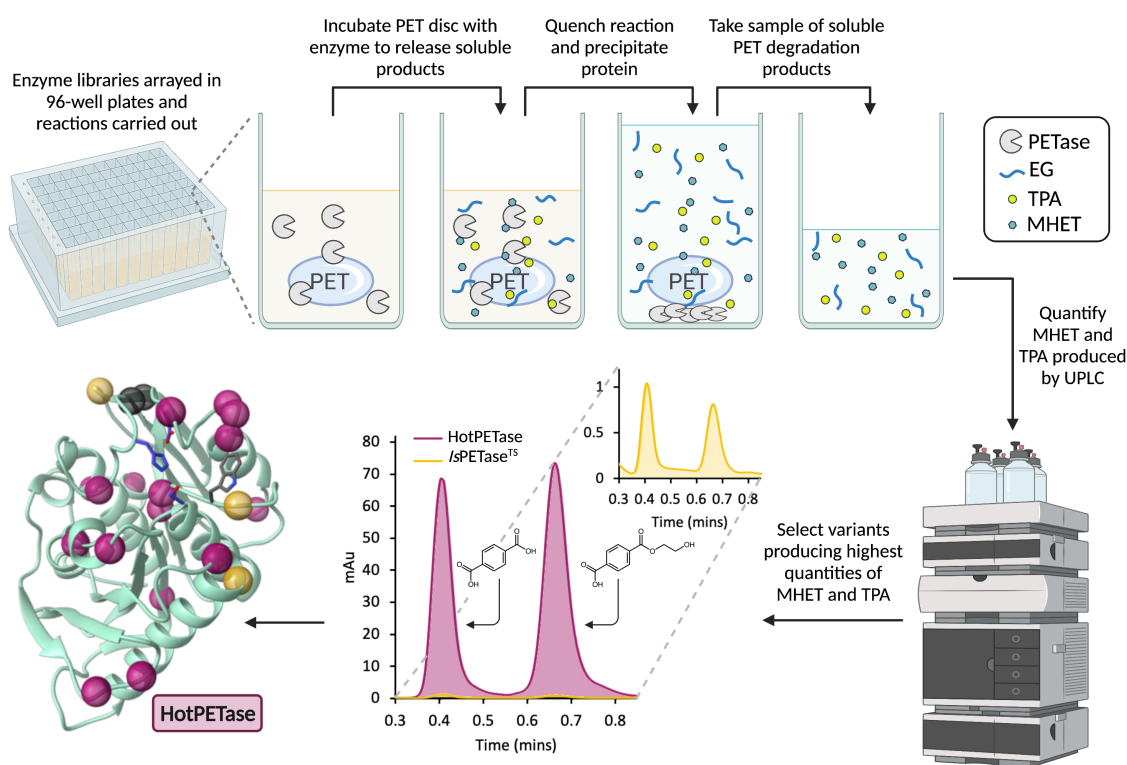 Enzyme libraries arrayed in
96-well plates and
reactions carried out
Incubate PET disc with
enzyme to release soluble
products
Quench reaction
and precipitate
protein
Take sample of soluble
PET degradation
products
PET
PET
PET
PETase
EG
TPA
MHET
Quantify
MHET and
TPA produced
by UPLC
Select variants
producing highest
quantities of
MHET and TPA
1
0.5
0
0.3 0.4 0.5 0.6 0.7 0.8
Time (mins)
HotPETase
IsPETaseᵀˢ
80
70
60
50
40
30
20
10
0
mAu
0.3 0.4 0.5 0.6 0.7 0.8
Time (mins)
O
OH
O
OH
O
O
OH
O
OH
HotPETase